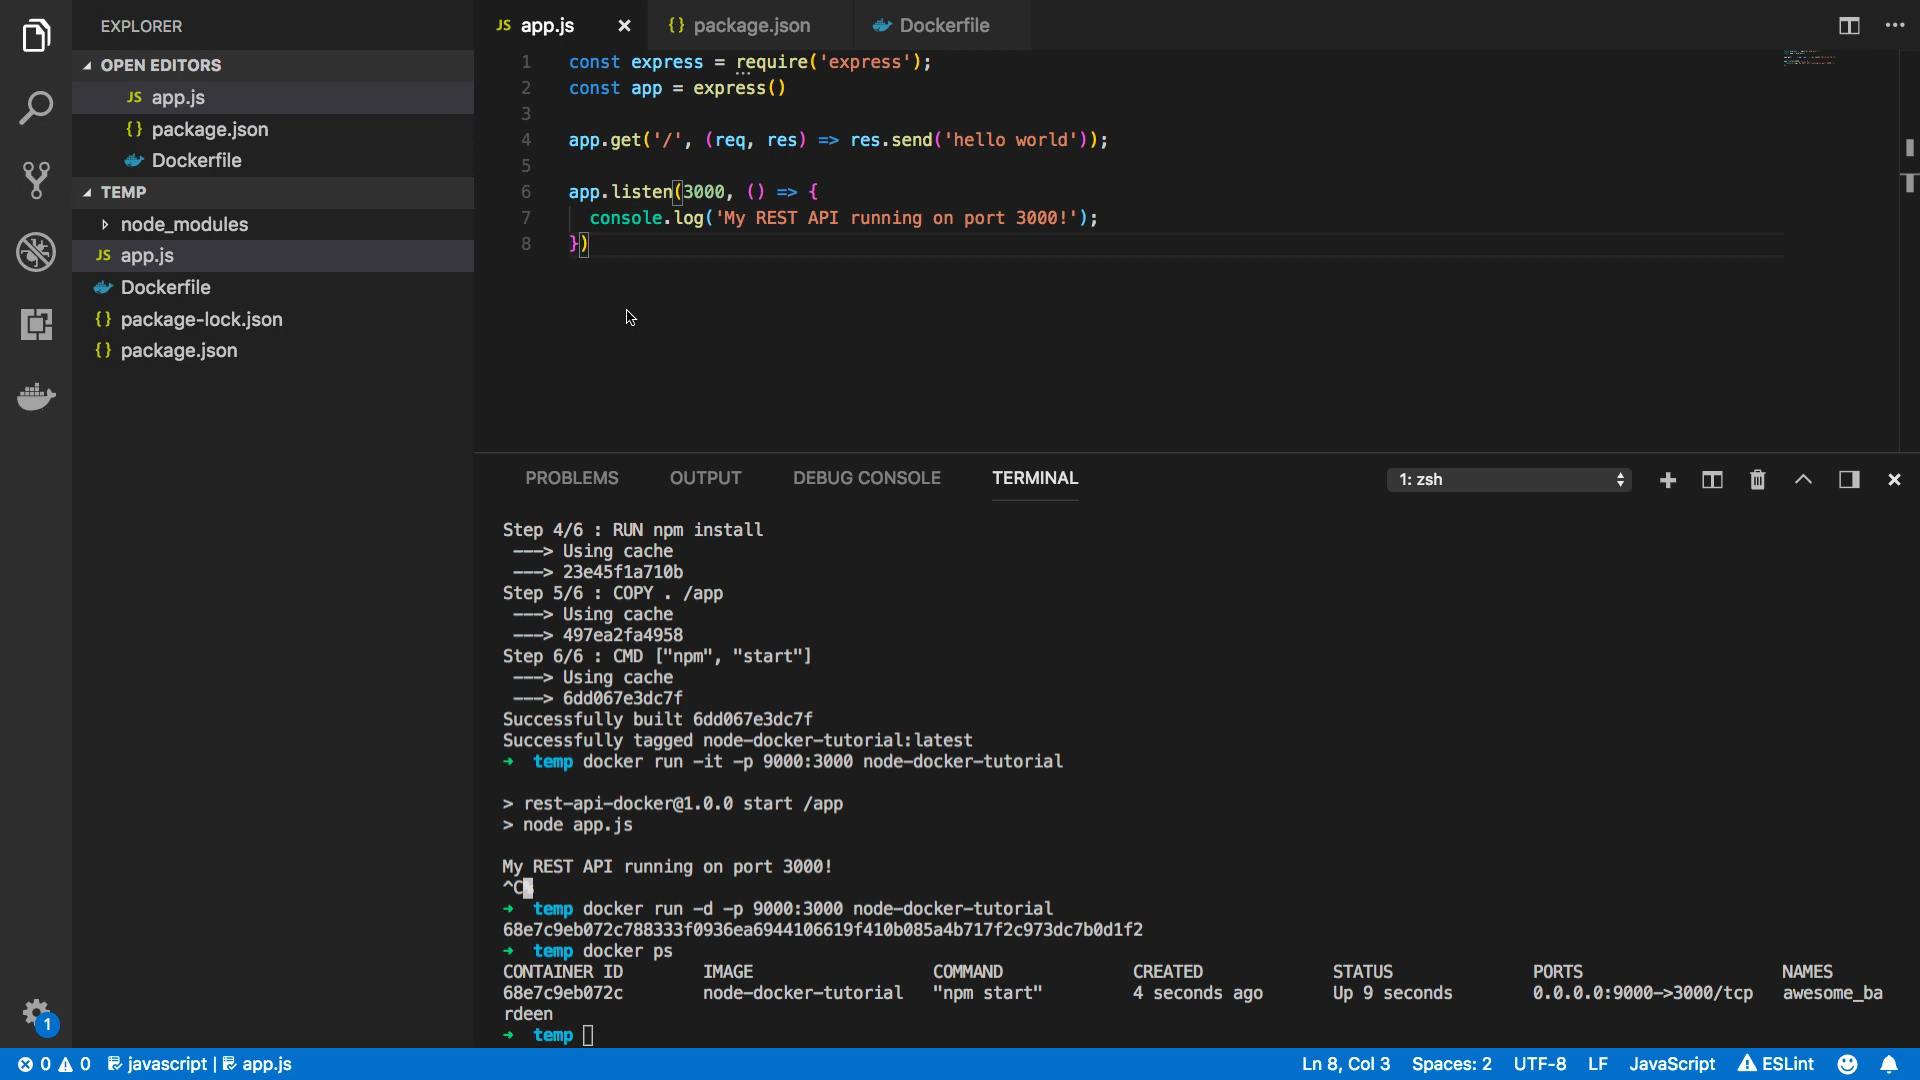 EXPLORER
OPEN EDITORS
JS app.js
{} package.json
Dockerfile
TEMP
node_modules
JS app.js
Dockerfile
{} package-lock.json
{} package.json
1
JS app.js
{} package.json
Dockerfile
1 const express = require('express');
2 const app = express()
3
4 app.get('/', (req, res) => res.send('hello world'));
5
6 app.listen(3000, () => {
7 console.log('My REST API running on port 3000!');
8 })
PROBLEMS OUTPUT DEBUG CONSOLE TERMINAL 1: zsh
Step 4/6 : RUN npm install
---> Using cache
---> 23e45f1a710b
Step 5/6 : COPY . /app
---> Using cache
---> 497ea2fa4958
Step 6/6 : CMD ["npm", "start"]
---> Using cache
---> 6dd067e3dc7f
Successfully built 6dd067e3dc7f
Successfully tagged node-docker-tutorial:latest
➜ temp docker run -it -p 9000:3000 node-docker-tutorial
> rest-api-docker@1.0.0 start /app
> node app.js
My REST API running on port 3000!
^C%
➜ temp docker run -d -p 9000:3000 node-docker-tutorial
68e7c9eb072c788333f0936ea6944106619f410b085a4b717f2c973dc7b0d1f2
➜ temp docker ps
CONTAINER ID IMAGE COMMAND CREATED STATUS PORTS NAMES
68e7c9eb072c node-docker-tutorial "npm start" 4 seconds ago Up 9 seconds 0.0.0.0:9000->3000/tcp awesome_ba
rdeen
➜ temp
0 0 javascript | app.js Ln 8, Col 3 Spaces: 2 UTF-8 LF JavaScript ESLint